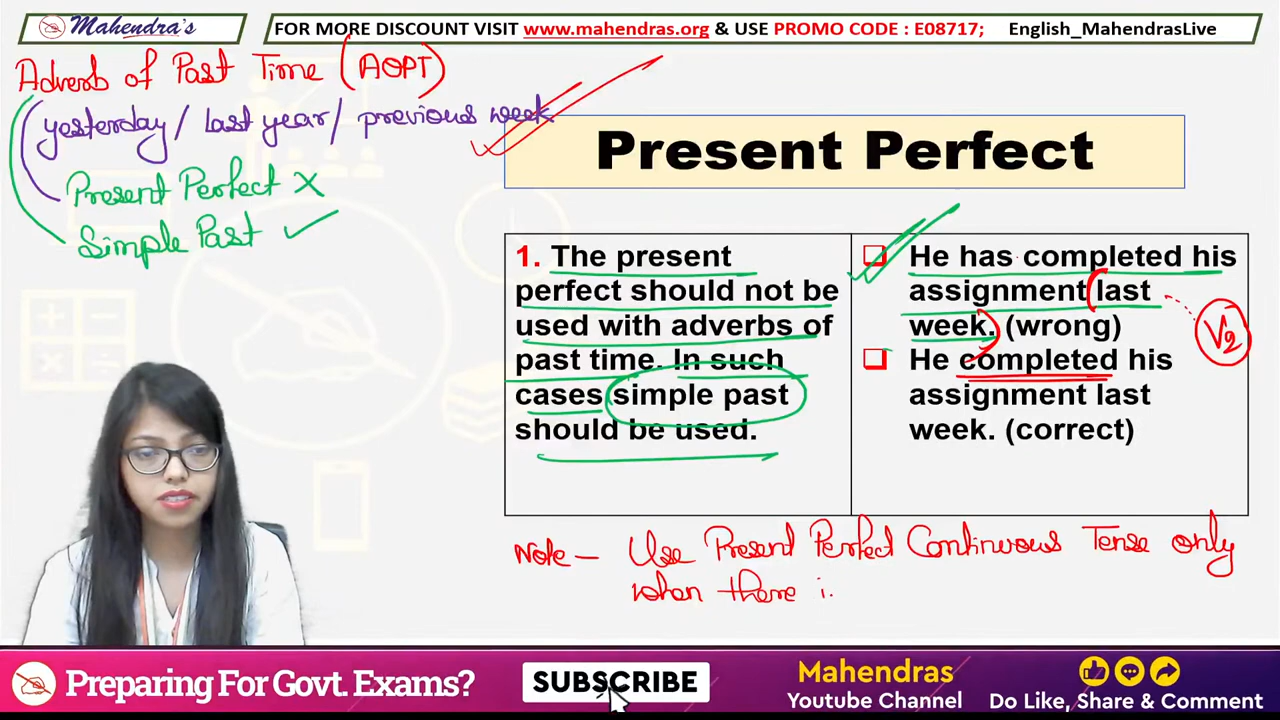 Mahendra's
FOR MORE DISCOUNT VISIT www.mahendras.org & USE PROMO CODE : E08717; English_MahendrasLive
Adverb of Past Time (AOPT)
yesterday / last year / previous week
Present Perfect X
Simple Past ✓
Present Perfect
1. The present
perfect should not be
used with adverbs of
past time. In such
cases simple past
should be used.
He has completed his
assignment last
week. (wrong)
V2
He completed his
assignment last
week. (correct)
Note – Use Present Perfect Continuous Tense only
when there i.
Preparing For Govt. Exams?
SUBSCRIBE
Mahendras
Youtube Channel
Do Like, Share & Comment